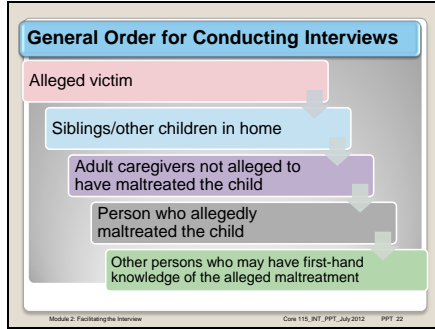 General Order for Conducting Interviews
Alleged victim
Siblings/other children in home
Adult caregivers not alleged to
have maltreated the child
Person who allegedly
maltreated the child
Other persons who may have first-hand
knowledge of the alleged maltreatment
Module 2: Facilitating the Interview Core 115_INT_PPT_July 2012 PPT 22